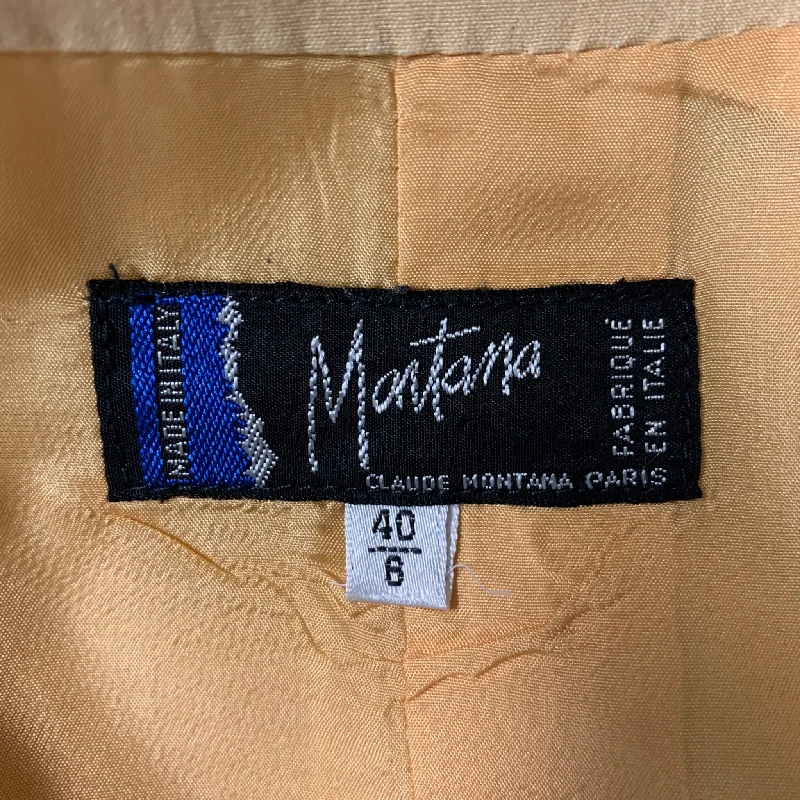 MADE IN ITALY
Montana
CLAUDE MONTANA PARIS
FABRIQUÉ
EN ITALIE
40
6